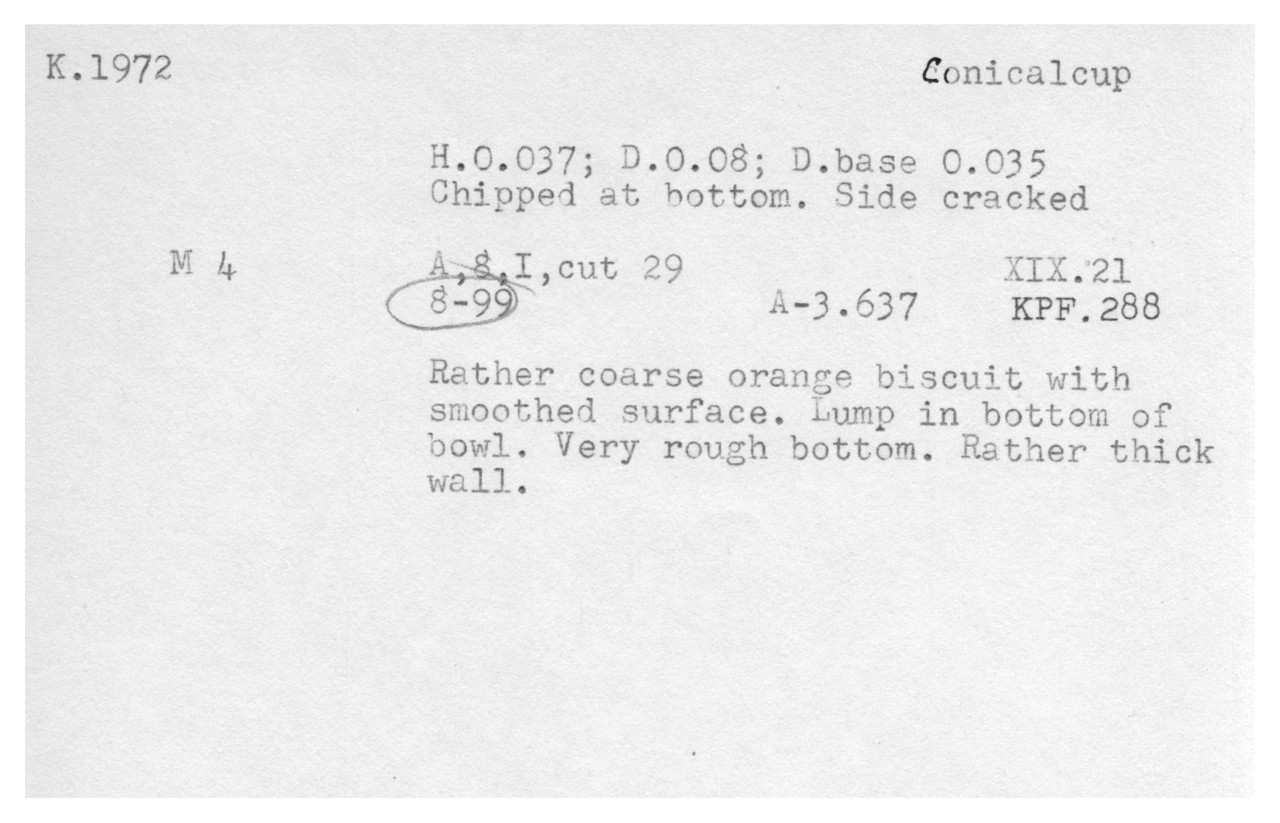 K.1972
Conicalcup
H.0.037; D.0.08; D.base 0.035
Chipped at bottom. Side cracked
M 4
A,8,I,cut 29
XIX.21
8-99
A-3.637
KPF.288
Rather coarse orange biscuit with
smoothed surface. Lump in bottom of
bowl. Very rough bottom. Rather thick
wall.